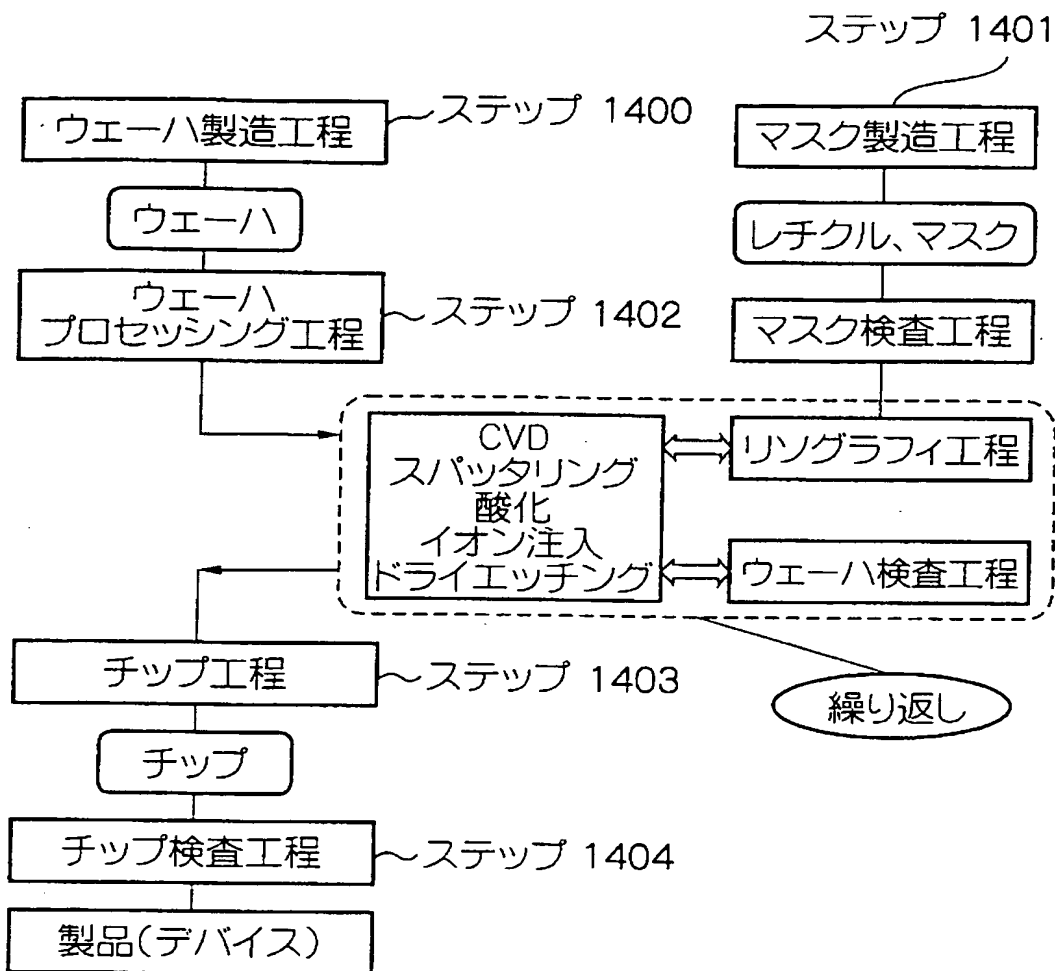 ステップ 1401
ウェーハ製造工程
ステップ 1400
マスク製造工程
ウェーハ
レチクル、マスク
ウェーハ
プロセッシング工程
ステップ 1402
マスク検査工程
CVD
スパッタリング
酸化
イオン注入
ドライエッチング
リソグラフィ工程
ウェーハ検査工程
繰り返し
チップ工程
ステップ 1403
チップ
チップ検査工程
ステップ 1404
製品(デバイス)